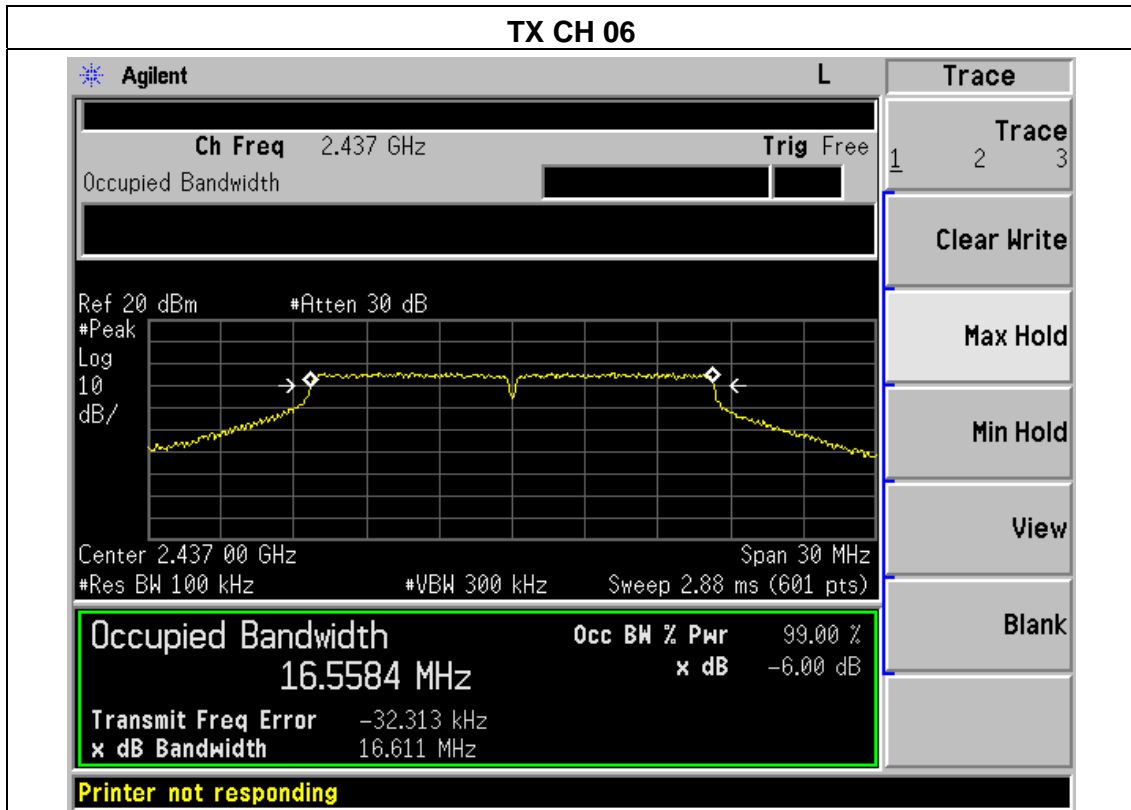 TX CH 06
Agilent L Trace
Ch Freq 2.437 GHz Trig Free
Occupied Bandwidth
Trace
1 2 3
Clear Write
Max Hold
Min Hold
View
Blank
Ref 20 dBm #Atten 30 dB
#Peak
Log
10
dB/
Center 2.437 00 GHz Span 30 MHz
#Res BW 100 kHz #VBW 300 kHz Sweep 2.88 ms (601 pts)
Occupied Bandwidth Occ BW % Pwr 99.00 %
16.5584 MHz x dB -6.00 dB
Transmit Freq Error -32.313 kHz
x dB Bandwidth 16.611 MHz
Printer not responding